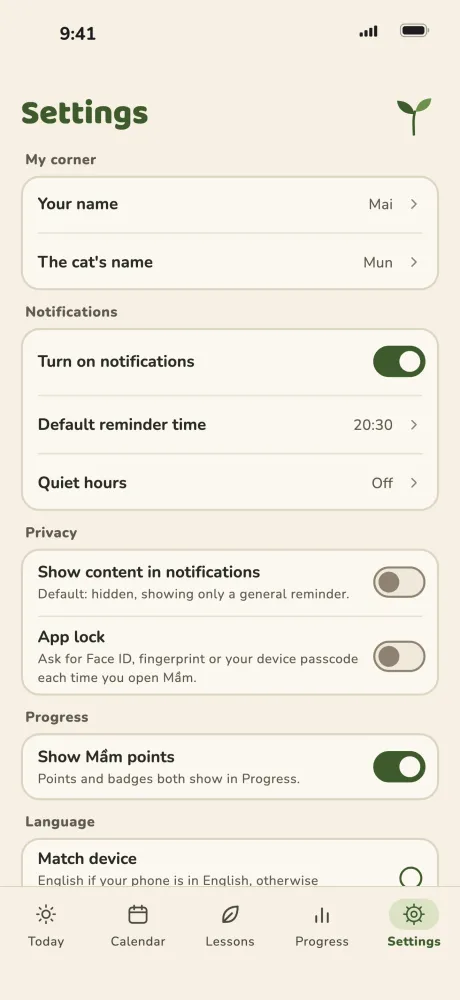 9:41
Settings
My corner
Your name Mai
The cat's name Mun
Notifications
Turn on notifications
Default reminder time 20:30
Quiet hours Off
Privacy
Show content in notifications
Default: hidden, showing only a general reminder.
App lock
Ask for Face ID, fingerprint or your device passcode
each time you open Mầm.
Progress
Show Mầm points
Points and badges both show in Progress.
Language
Match device
English if your phone is in English, otherwise
Today Calendar Lessons Progress Settings